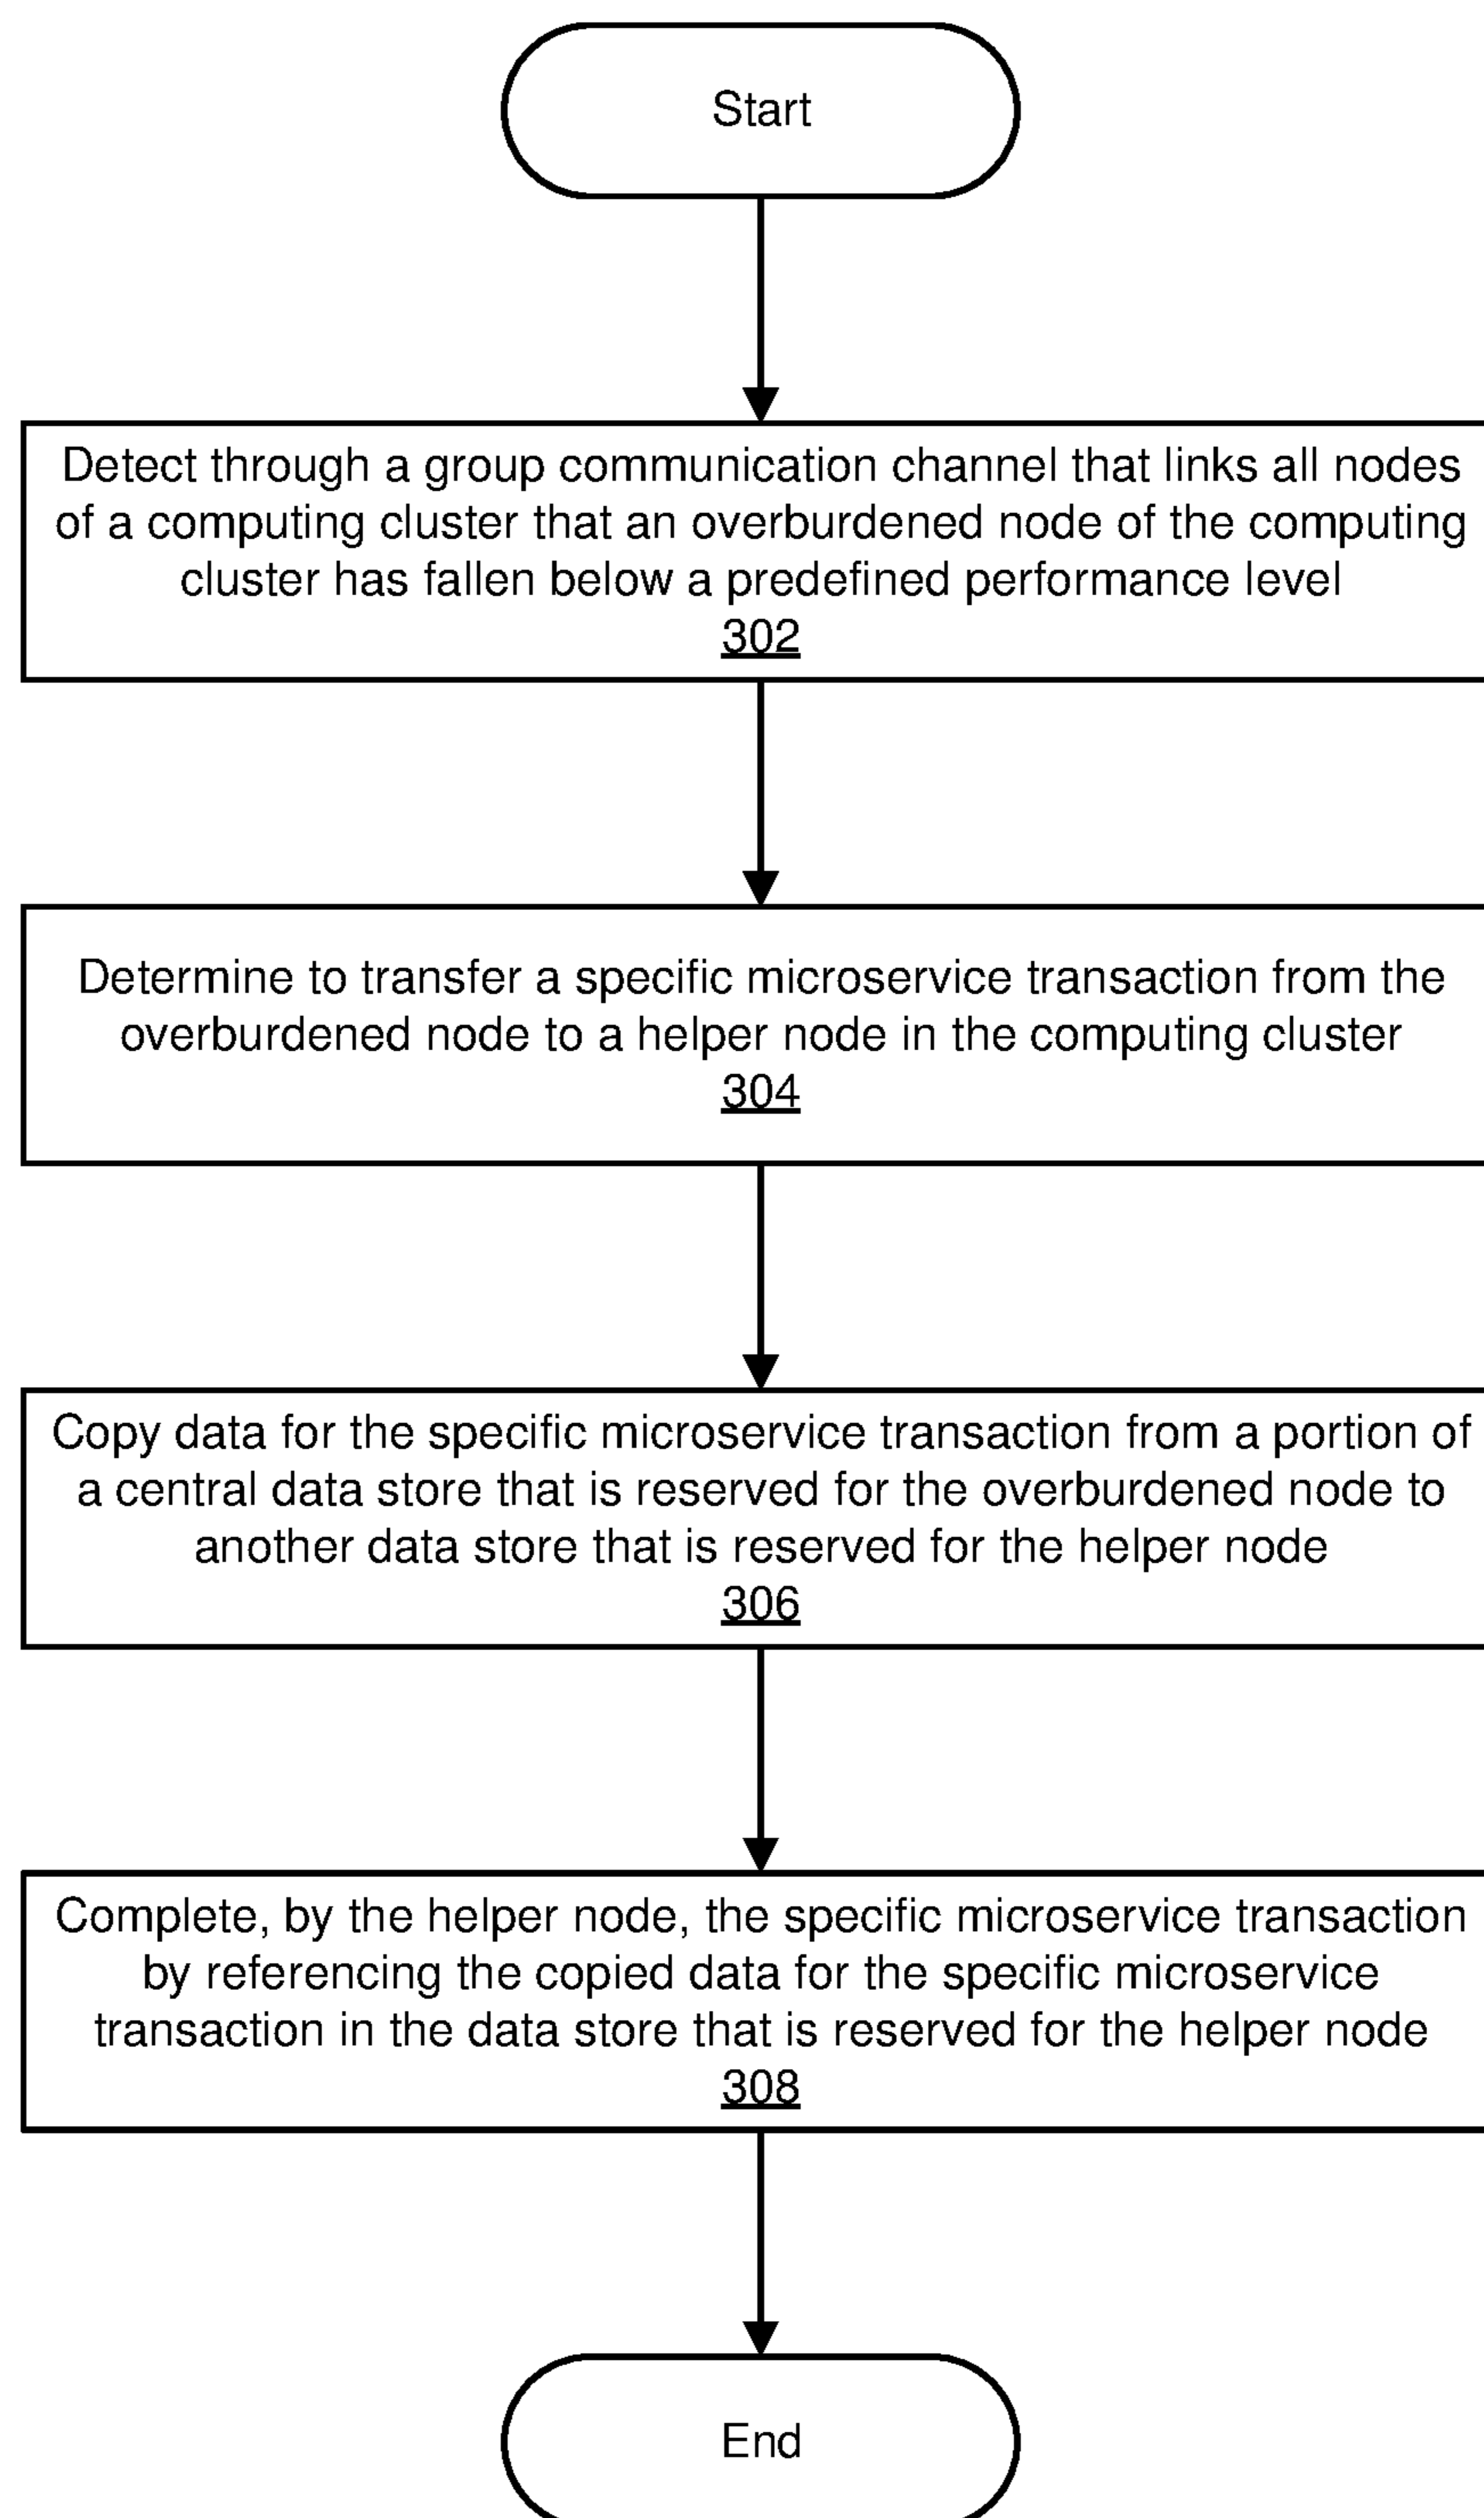 Start
Detect through a group communication channel that links all nodes
of a computing cluster that an overburdened node of the computing
cluster has fallen below a predefined performance level
302
Determine to transfer a specific microservice transaction from the
overburdened node to a helper node in the computing cluster
304
Copy data for the specific microservice transaction from a portion of
a central data store that is reserved for the overburdened node to
another data store that is reserved for the helper node
306
Complete, by the helper node, the specific microservice transaction
by referencing the copied data for the specific microservice
transaction in the data store that is reserved for the helper node
308
End